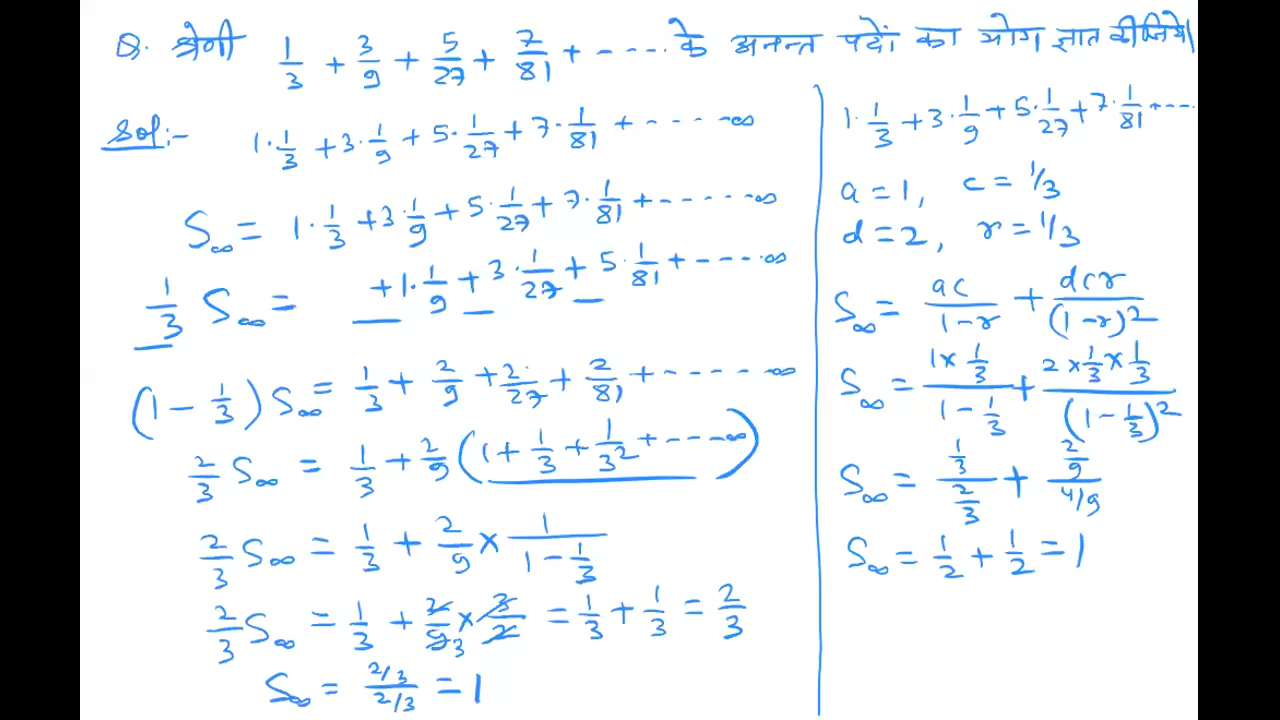 Q. श्रेणी 1/3 + 3/9 + 5/27 + 7/81 + ----- के अनन्त पदों का योग ज्ञात कीजिये।
Sol:- 1·1/3 + 3·1/9 + 5·1/27 + 7·1/81 + ----- ∞
S∞ = 1·1/3 + 3·1/9 + 5·1/27 + 7·1/81 + ------ ∞
1/3 S∞ = + 1·1/9 + 3·1/27 + 5·1/81 + ----- ∞
(1 - 1/3) S∞ = 1/3 + 2/9 + 2/27 + 2/81 + ------ ∞
2/3 S∞ = 1/3 + 2/9 (1 + 1/3 + 1/3² + ----- ∞)
2/3 S∞ = 1/3 + 2/9 × 1/(1 - 1/3)
2/3 S∞ = 1/3 + 2/9 3 × 3/2 = 1/3 + 1/3 = 2/3
S∞ = (2/3)/(2/3) = 1
1·1/3 + 3·1/9 + 5·1/27 + 7·1/81 + ----
a = 1, c = 1/3
d = 2, r = 1/3
S∞ = ac/(1-r) + dcr/(1-r)²
S∞ = (1 × 1/3)/(1 - 1/3) + (2 × 1/3 × 1/3)/(1 - 1/3)²
S∞ = (1/3)/(2/3) + (2/9)/(4/9)
S∞ = 1/2 + 1/2 = 1